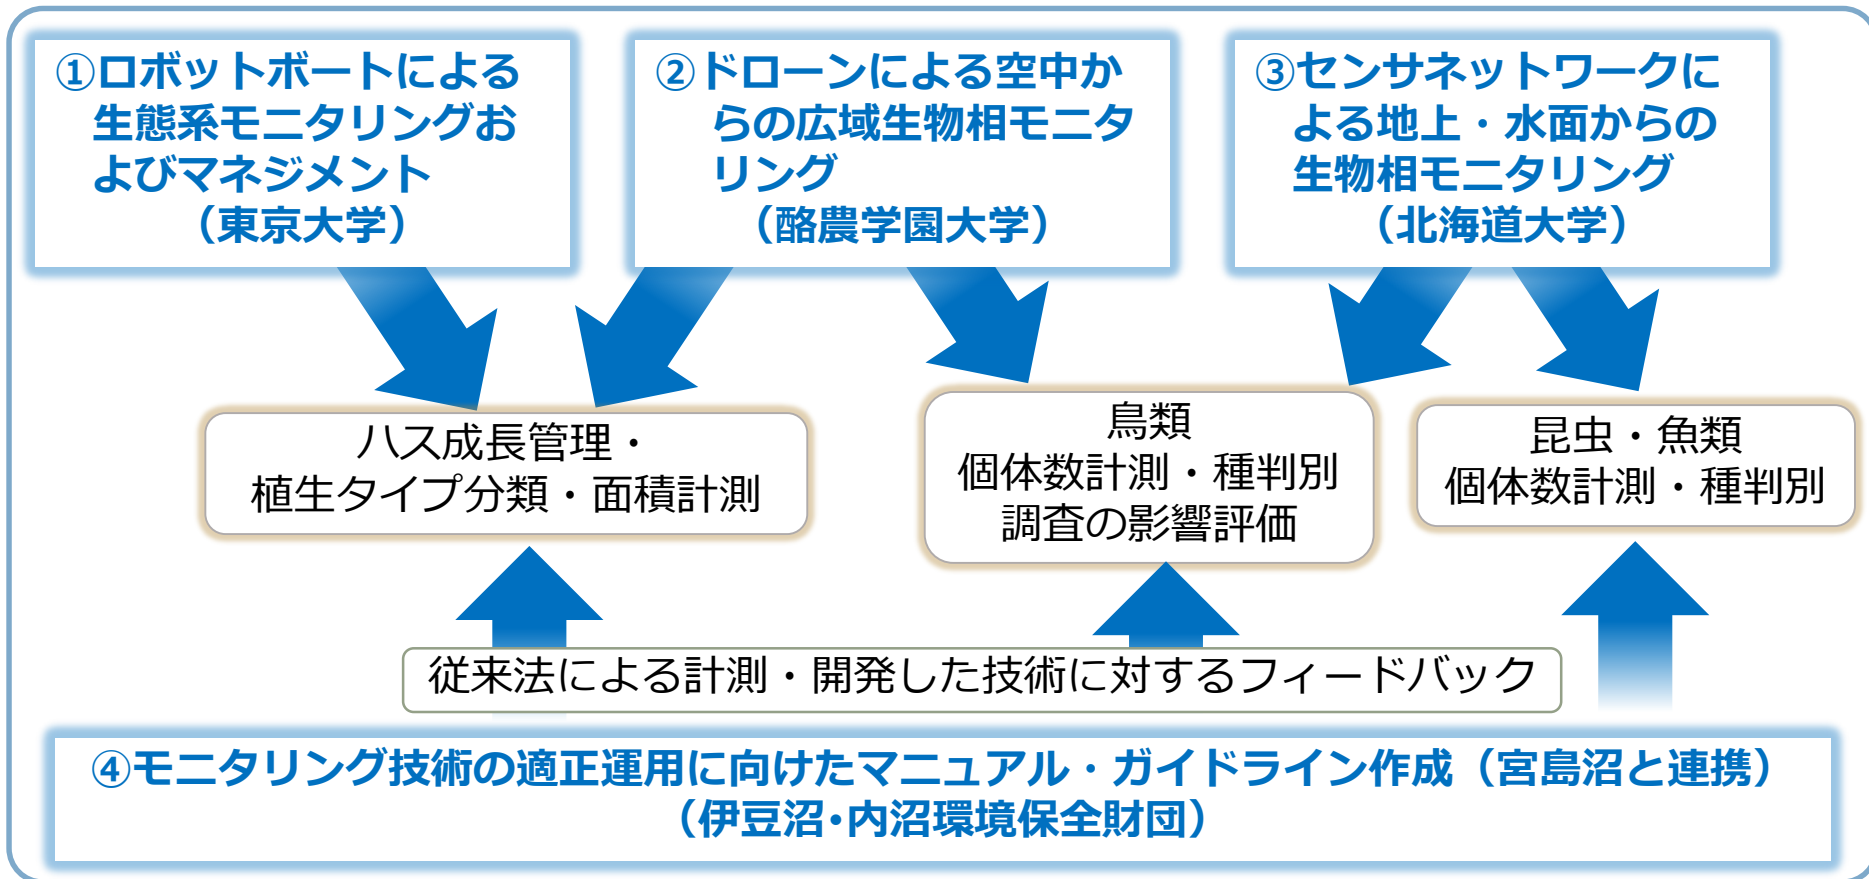 ①ロボットボートによる
生態系モニタリングお
よびマネジメント
（東京大学）
②ドローンによる空中か
らの広域生物相モニタ
リング
（酪農学園大学）
③センサネットワークに
よる地上・水面からの
生物相モニタリング
（北海道大学）
ハス成長管理・
植生タイプ分類・面積計測
鳥類
個体数計測・種判別
調査の影響評価
昆虫・魚類
個体数計測・種判別
従来法による計測・開発した技術に対するフィードバック
④モニタリング技術の適正運用に向けたマニュアル・ガイドライン作成（宮島沼と連携）
（伊豆沼･内沼環境保全財団）